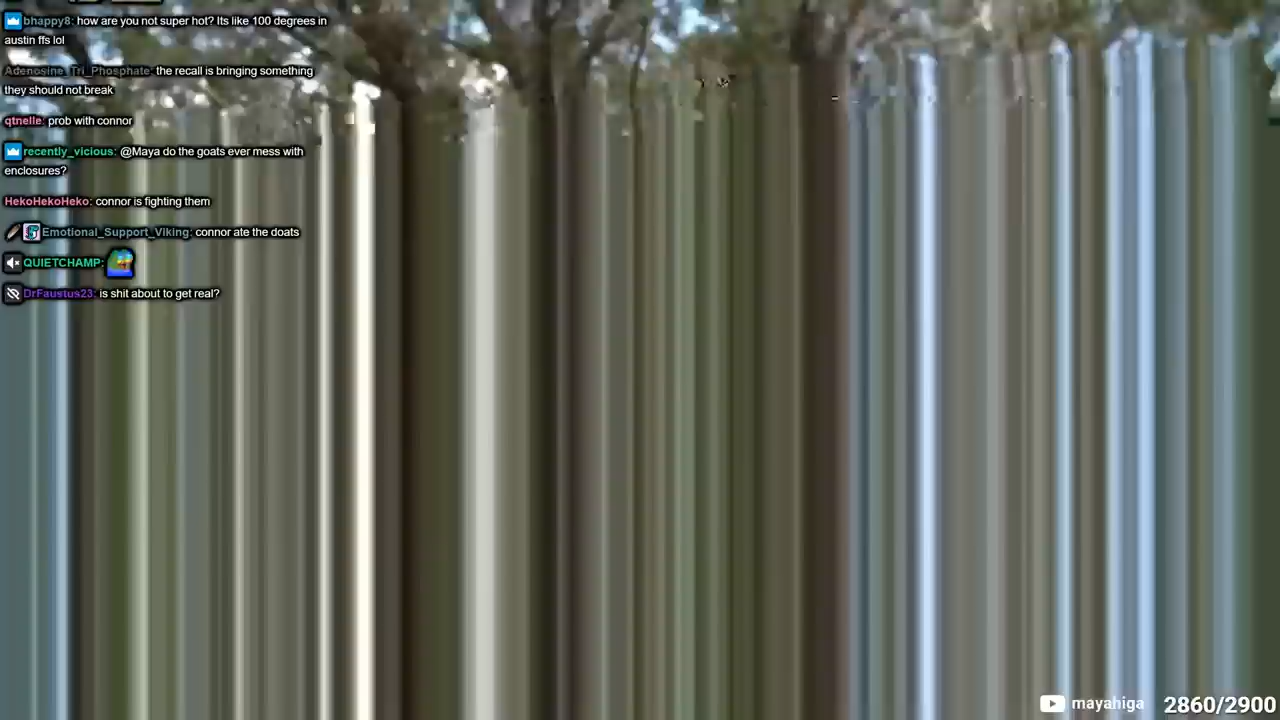 bhappy8: how are you not super hot? Its like 100 degrees in
austin ffs lol
Adenosine_Tri_Phosphate: the recall is bringing something
they should not break
qtnelle: prob with connor
recently_vicious: @Maya do the goats ever mess with
enclosures?
HekoHekoHeko: connor is fighting them
Emotional_Support_Viking: connor ate the doats
QUIETCHAMP:
DrFaustus23: is shit about to get real?
mayahiga 2860/2900